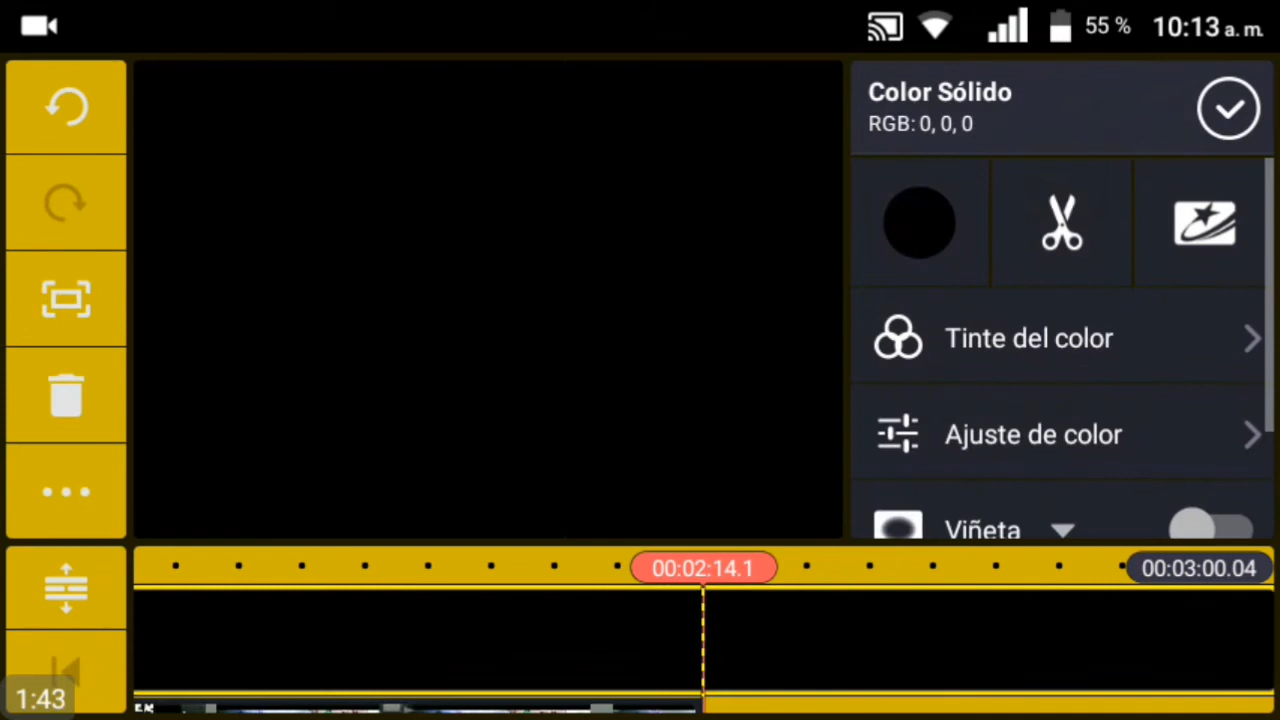 55 % 10:13 a. m.
Color Sólido
RGB: 0, 0, 0
Tinte del color
Ajuste de color
Viñeta
00:02:14.1
00:03:00.04
1:43